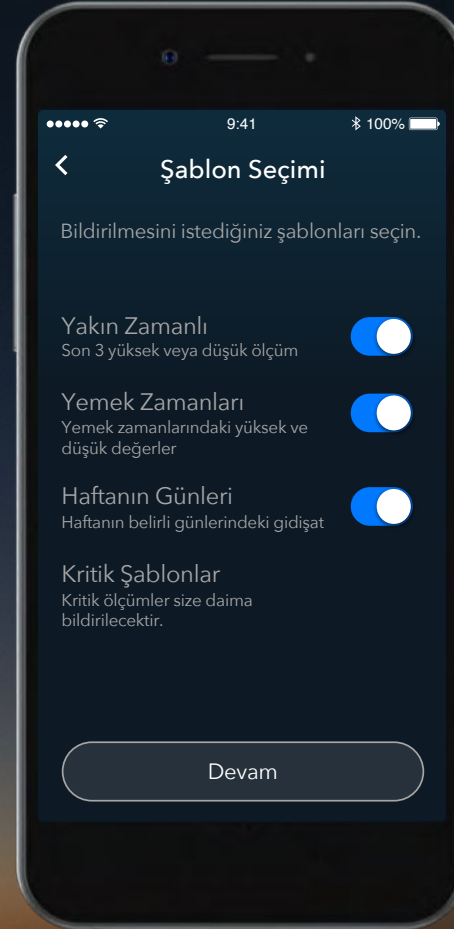 9:41
100%
Şablon Seçimi
Bildirilmesini istediğiniz şablonları seçin.
Yakın Zamanlı
Son 3 yüksek veya düşük ölçüm
Yemek Zamanları
Yemek zamanlarındaki yüksek ve
düşük değerler
Haftanın Günleri
Haftanın belirli günlerindeki gidişat
Kritik Şablonlar
Kritik ölçümler size daima
bildirilecektir.
Devam